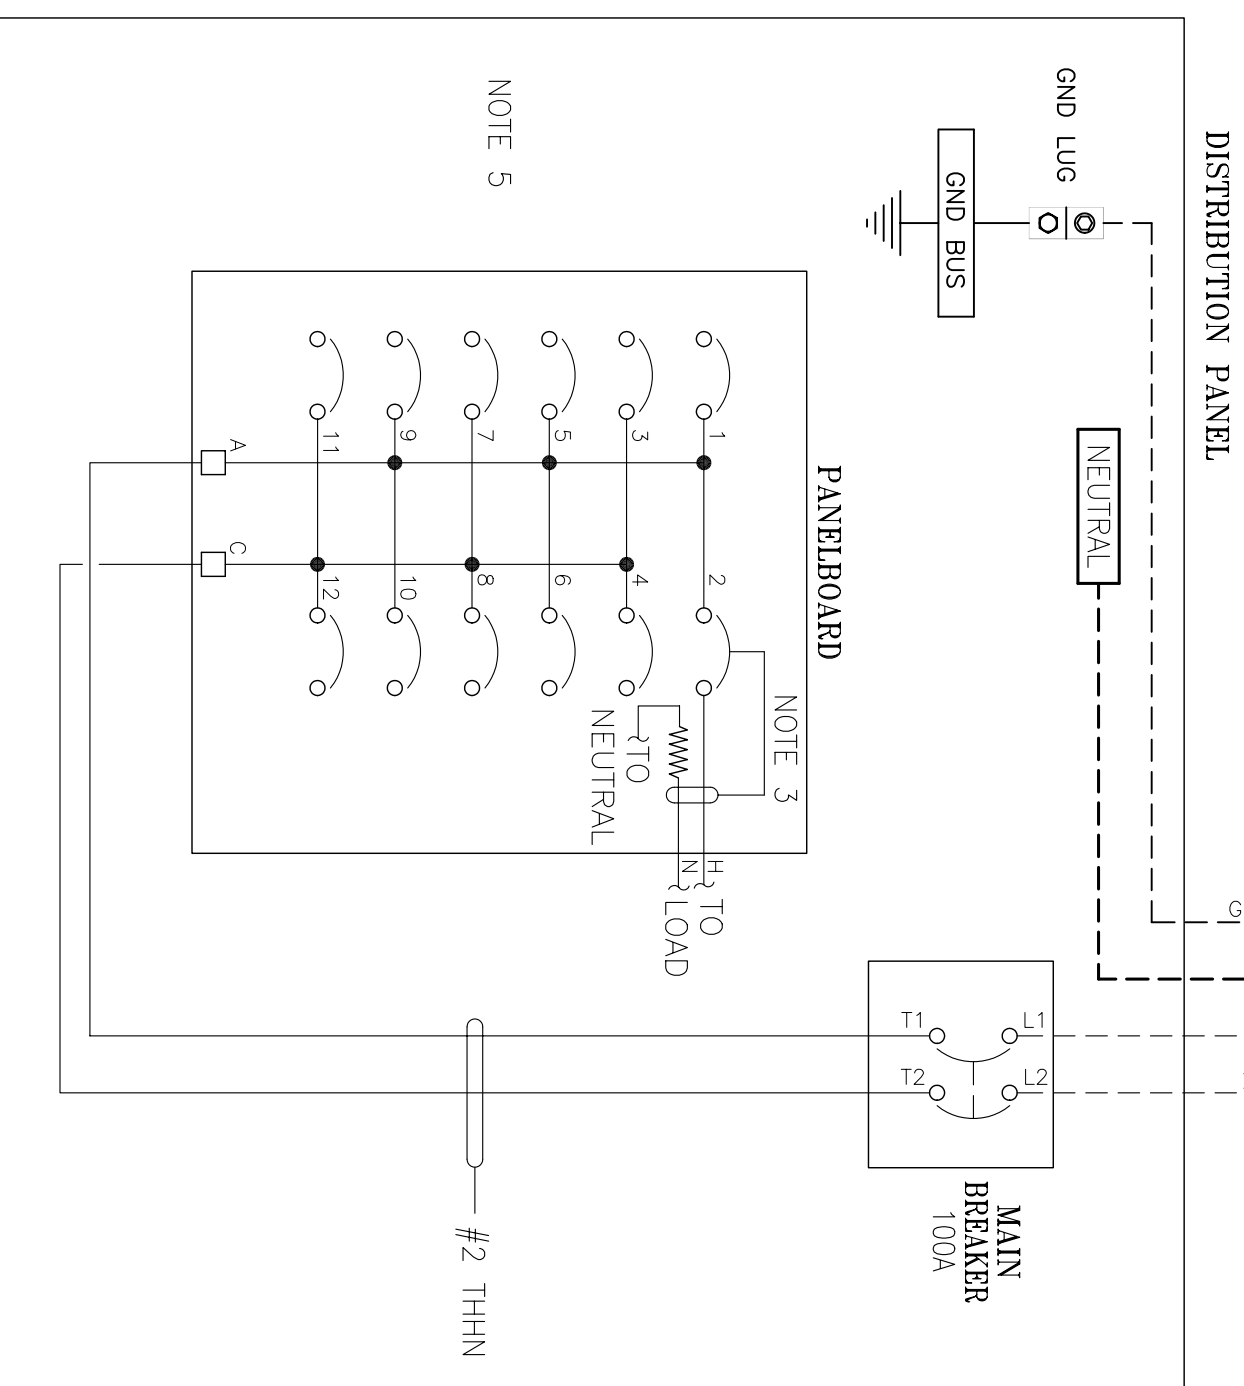 DISTRIBUTION PANEL
GND LUG
GND BUS
NEUTRAL
NOTE 5
PANELBOARD
1
2
3
4
5
6
7
8
9
10
11
12
A
C
NOTE 3
TO
NEUTRAL
H
N
TO
LOAD
G
T1
L1
T2
L2
MAIN
BREAKER
100A
#2 THHN